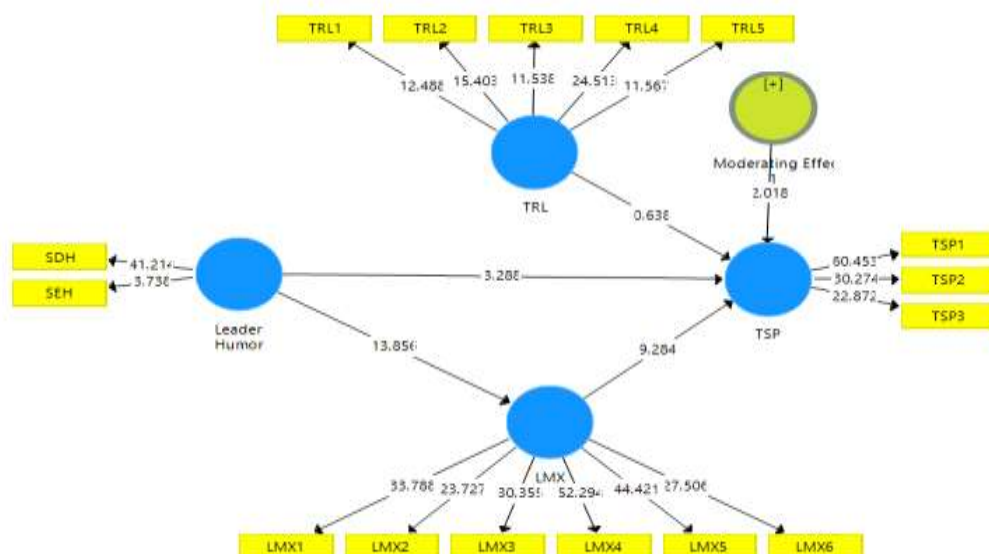 TRL1 TRL2 TRL3 TRL4 TRL5
12.488 15.403 11.538 24.513 11.567
[+]
TRL
Moderating Effec
1
2.018
0.638
SDH
SEH
41.214
3.738
Leader
Humor
3.288
13.856
TSP
60.453
30.274
22.872
TSP1
TSP2
TSP3
9.284
LMX
33.788 23.727 30.359 52.294 44.421 27.506
LMX1 LMX2 LMX3 LMX4 LMX5 LMX6